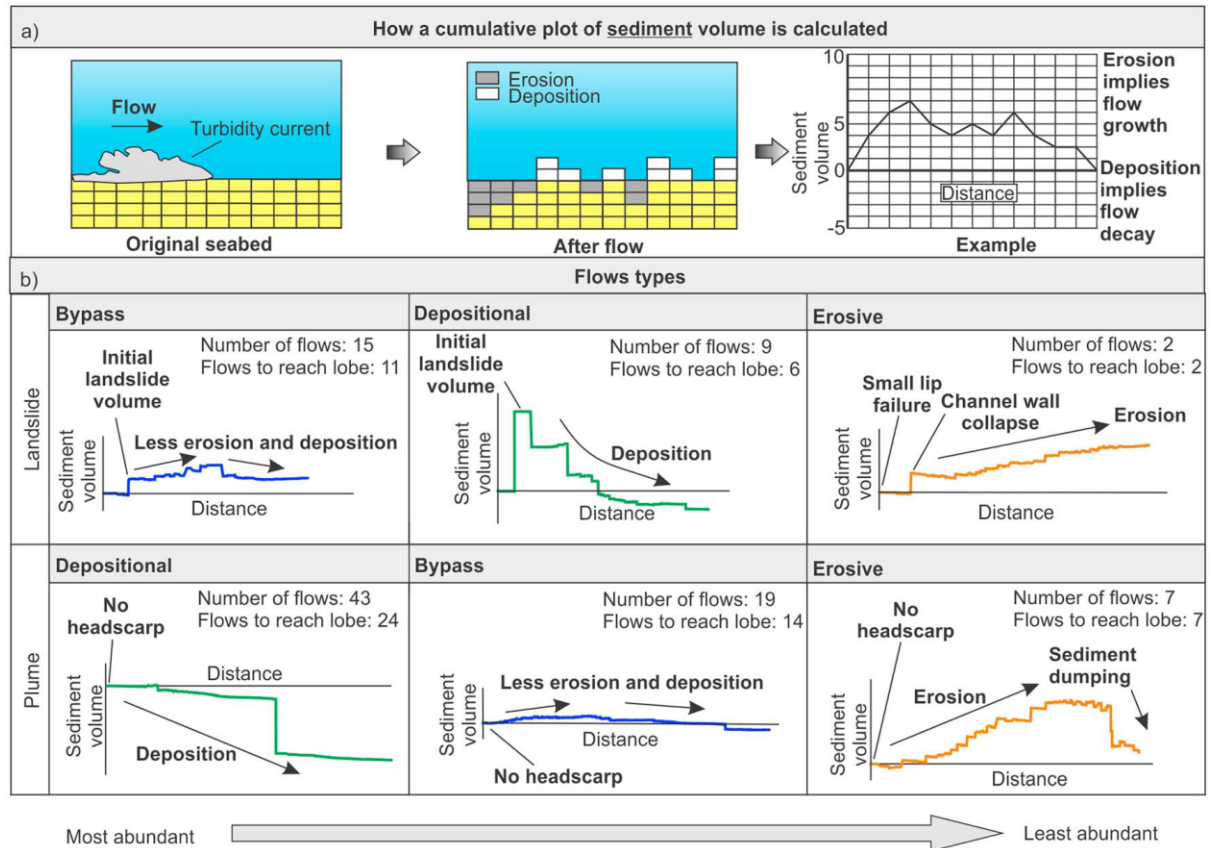 a)
How a cumulative plot of sediment volume is calculated
Flow
Turbidity current
Original seabed
Erosion
Deposition
After flow
10
5
0
-5
Sediment
volume
Distance
Example
Erosion
implies
flow
growth
Deposition
implies
flow
decay
b)
Flows types
Landslide
Bypass
Number of flows: 15
Flows to reach lobe: 11
Initial
landslide
volume
Less erosion and deposition
Sediment
volume
Distance
Depositional
Initial
landslide
volume
Number of flows: 9
Flows to reach lobe: 6
Deposition
Sediment
volume
Distance
Erosive
Number of flows: 2
Flows to reach lobe: 2
Small lip
failure
Channel wall
collapse
Erosion
Sediment
volume
Distance
Plume
Depositional
Number of flows: 43
Flows to reach lobe: 24
No
headscarp
Distance
Sediment
volume
Deposition
Bypass
Number of flows: 19
Flows to reach lobe: 14
Less erosion and deposition
Sediment
volume
Distance
No headscarp
Erosive
Number of flows: 7
Flows to reach lobe: 7
No
headscarp
Sediment
dumping
Erosion
Sediment
volume
Distance
Most abundant
Least abundant